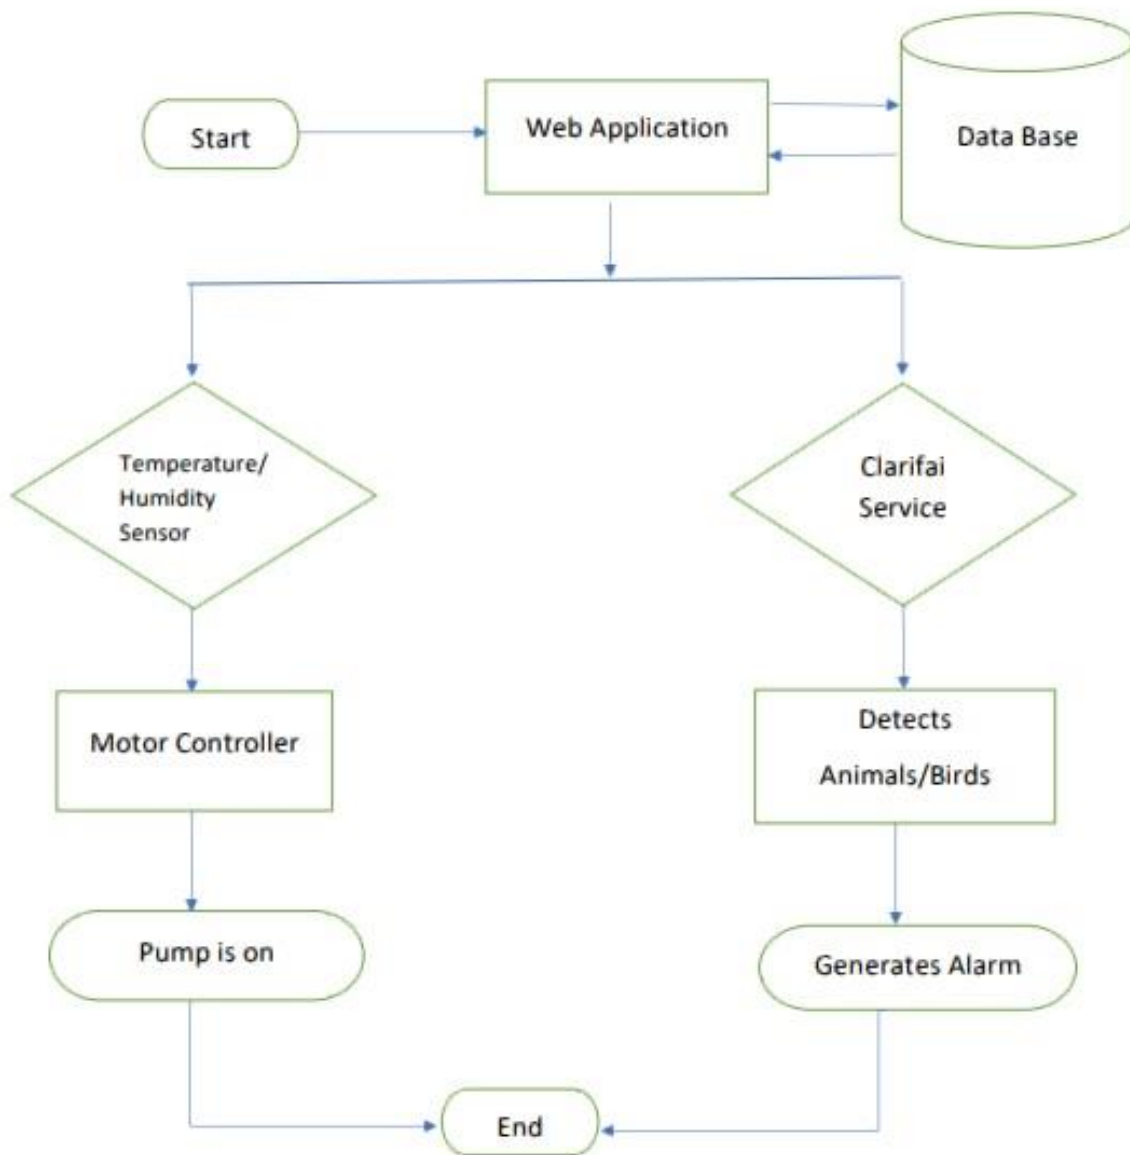 Start
Web Application
Data Base
Temperature/
Humidity
Sensor
Clarifai
Service
Motor Controller
Detects
Animals/Birds
Pump is on
Generates Alarm
End